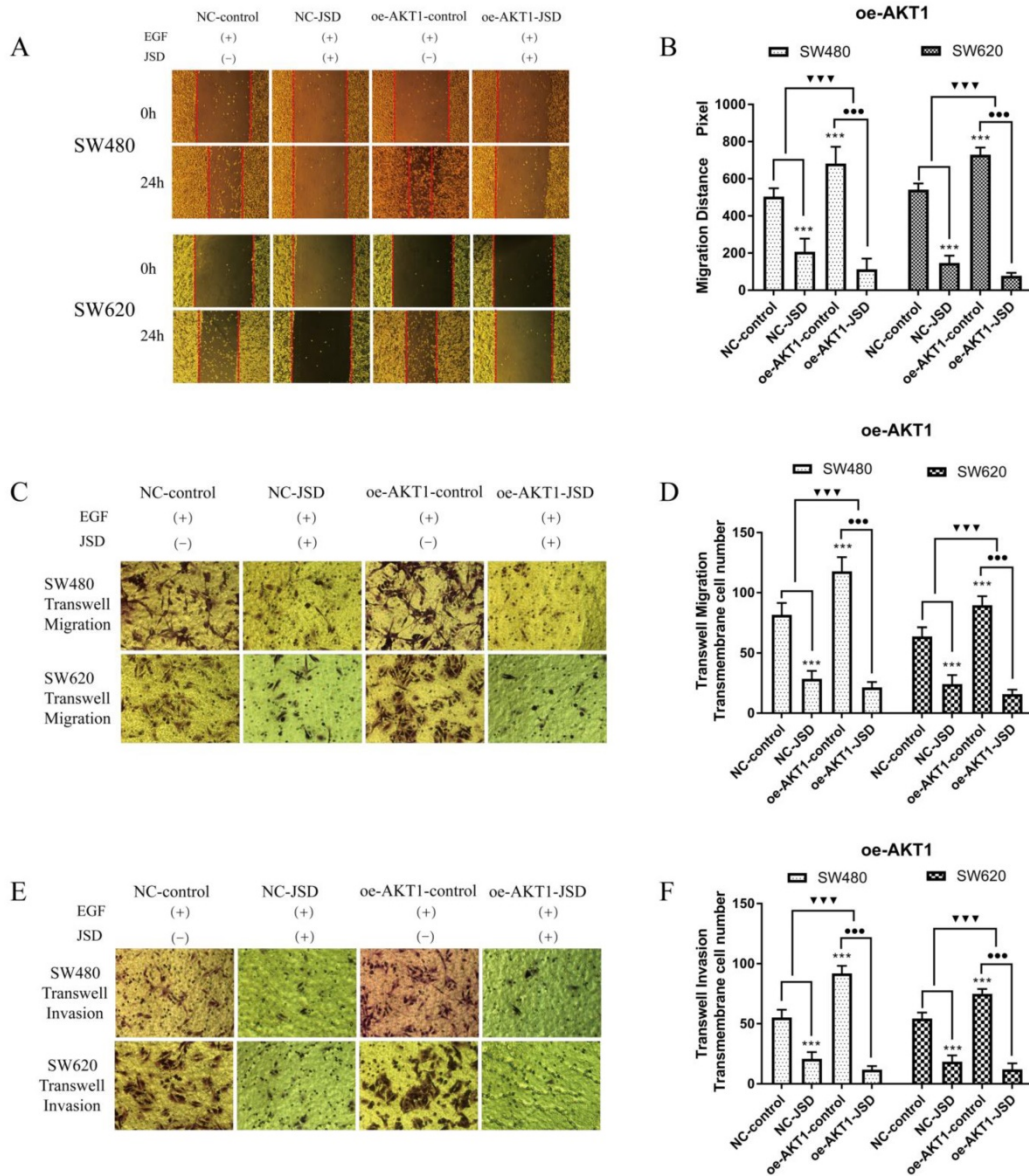 A
NC-control NC-JSD oe-AKT1-control oe-AKT1-JSD
EGF (+) (+) (+) (+)
JSD (−) (+) (−) (+)
SW480
0h
24h
SW620
0h
24h
B
oe-AKT1
SW480 SW620
▼▼▼ ▼▼▼
●●● ●●●
*** *** *** ***
Migration Distance Pixel
1000
800
600
400
200
0
NC-control NC-JSD oe-AKT1-control oe-AKT1-JSD NC-control NC-JSD oe-AKT1-control oe-AKT1-JSD
C
NC-control NC-JSD oe-AKT1-control oe-AKT1-JSD
EGF (+) (+) (+) (+)
JSD (−) (+) (−) (+)
SW480
Transwell
Migration
SW620
Transwell
Migration
D
oe-AKT1
SW480 SW620
▼▼▼ ▼▼▼
●●● ●●●
*** *** *** ***
Transwell Migration
Transmembrane cell number
150
100
50
0
NC-control NC-JSD oe-AKT1-control oe-AKT1-JSD NC-control NC-JSD oe-AKT1-control oe-AKT1-JSD
E
NC-control NC-JSD oe-AKT1-control oe-AKT1-JSD
EGF (+) (+) (+) (+)
JSD (−) (+) (−) (+)
SW480
Transwell
Invasion
SW620
Transwell
Invasion
F
oe-AKT1
SW480 SW620
▼▼▼ ▼▼▼
●●● ●●●
*** *** *** ***
Transwell Invasion
Transmembrane cell number
150
100
50
0
NC-control NC-JSD oe-AKT1-control oe-AKT1-JSD NC-control NC-JSD oe-AKT1-control oe-AKT1-JSD